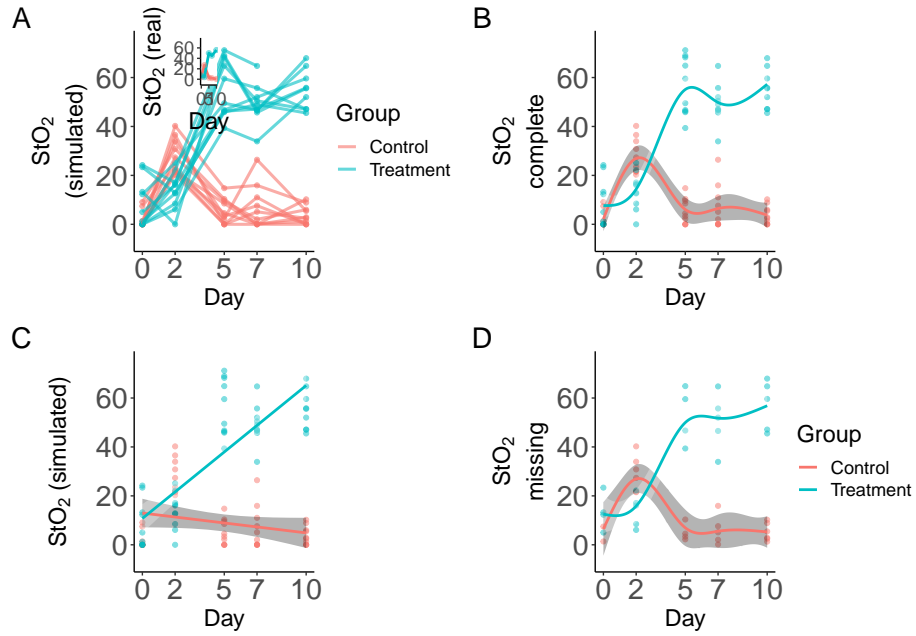 A
StO₂
(simulated)
0
20
40
60
0 2 5 7 10
Day
StO₂ (real)
60
40
20
0
0 5 10
Day
Group
Control
Treatment
B
StO₂
complete
60
40
20
0
0 2 5 7 10
Day
C
StO₂ (simulated)
60
40
20
0
0 2 5 7 10
Day
D
StO₂
missing
60
40
20
0
0 2 5 7 10
Day
Group
Control
Treatment